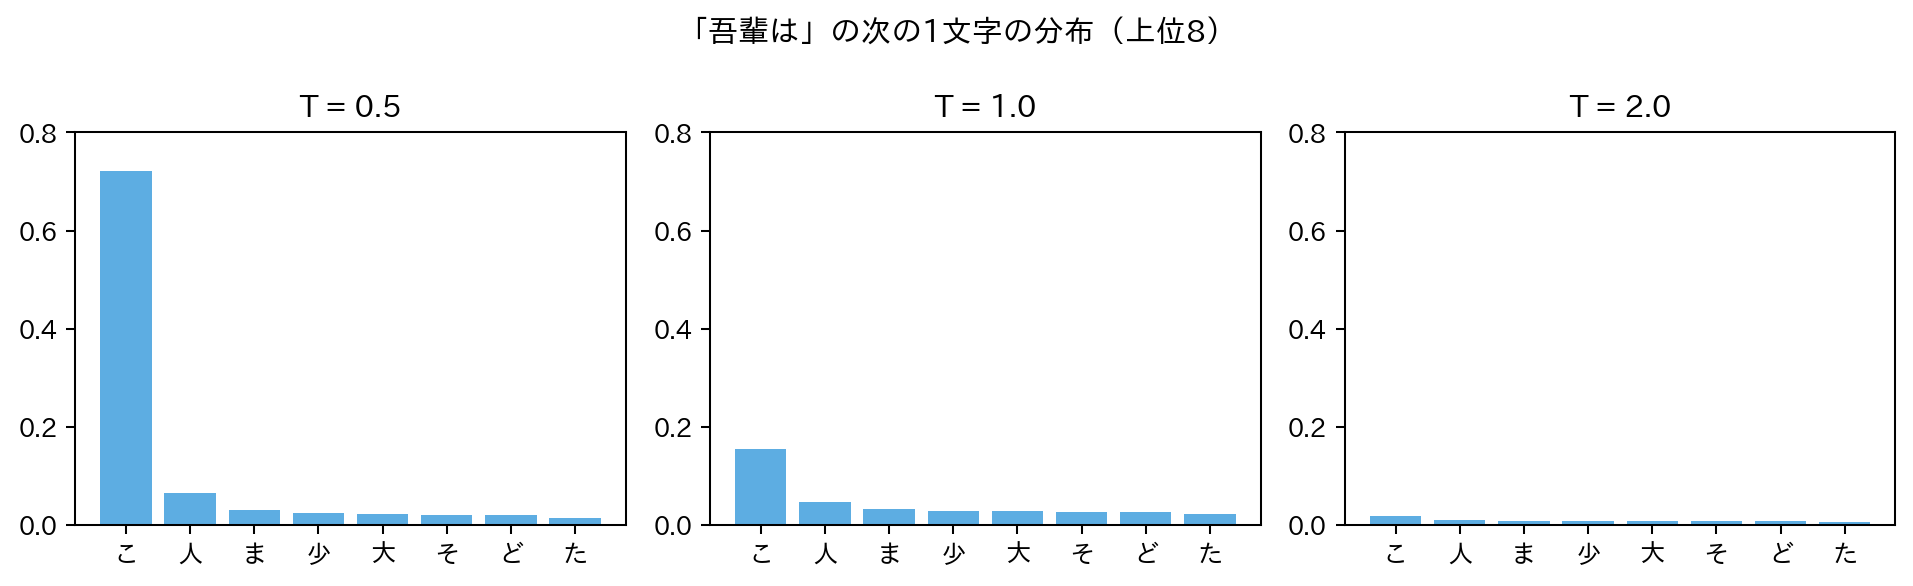 「吾輩は」の次の1文字の分布（上位8）
T = 0.5
0.8
0.6
0.4
0.2
0.0
こ 人 ま 少 大 そ ど た
T = 1.0
0.8
0.6
0.4
0.2
0.0
こ 人 ま 少 大 そ ど た
T = 2.0
0.8
0.6
0.4
0.2
0.0
こ 人 ま 少 大 そ ど た